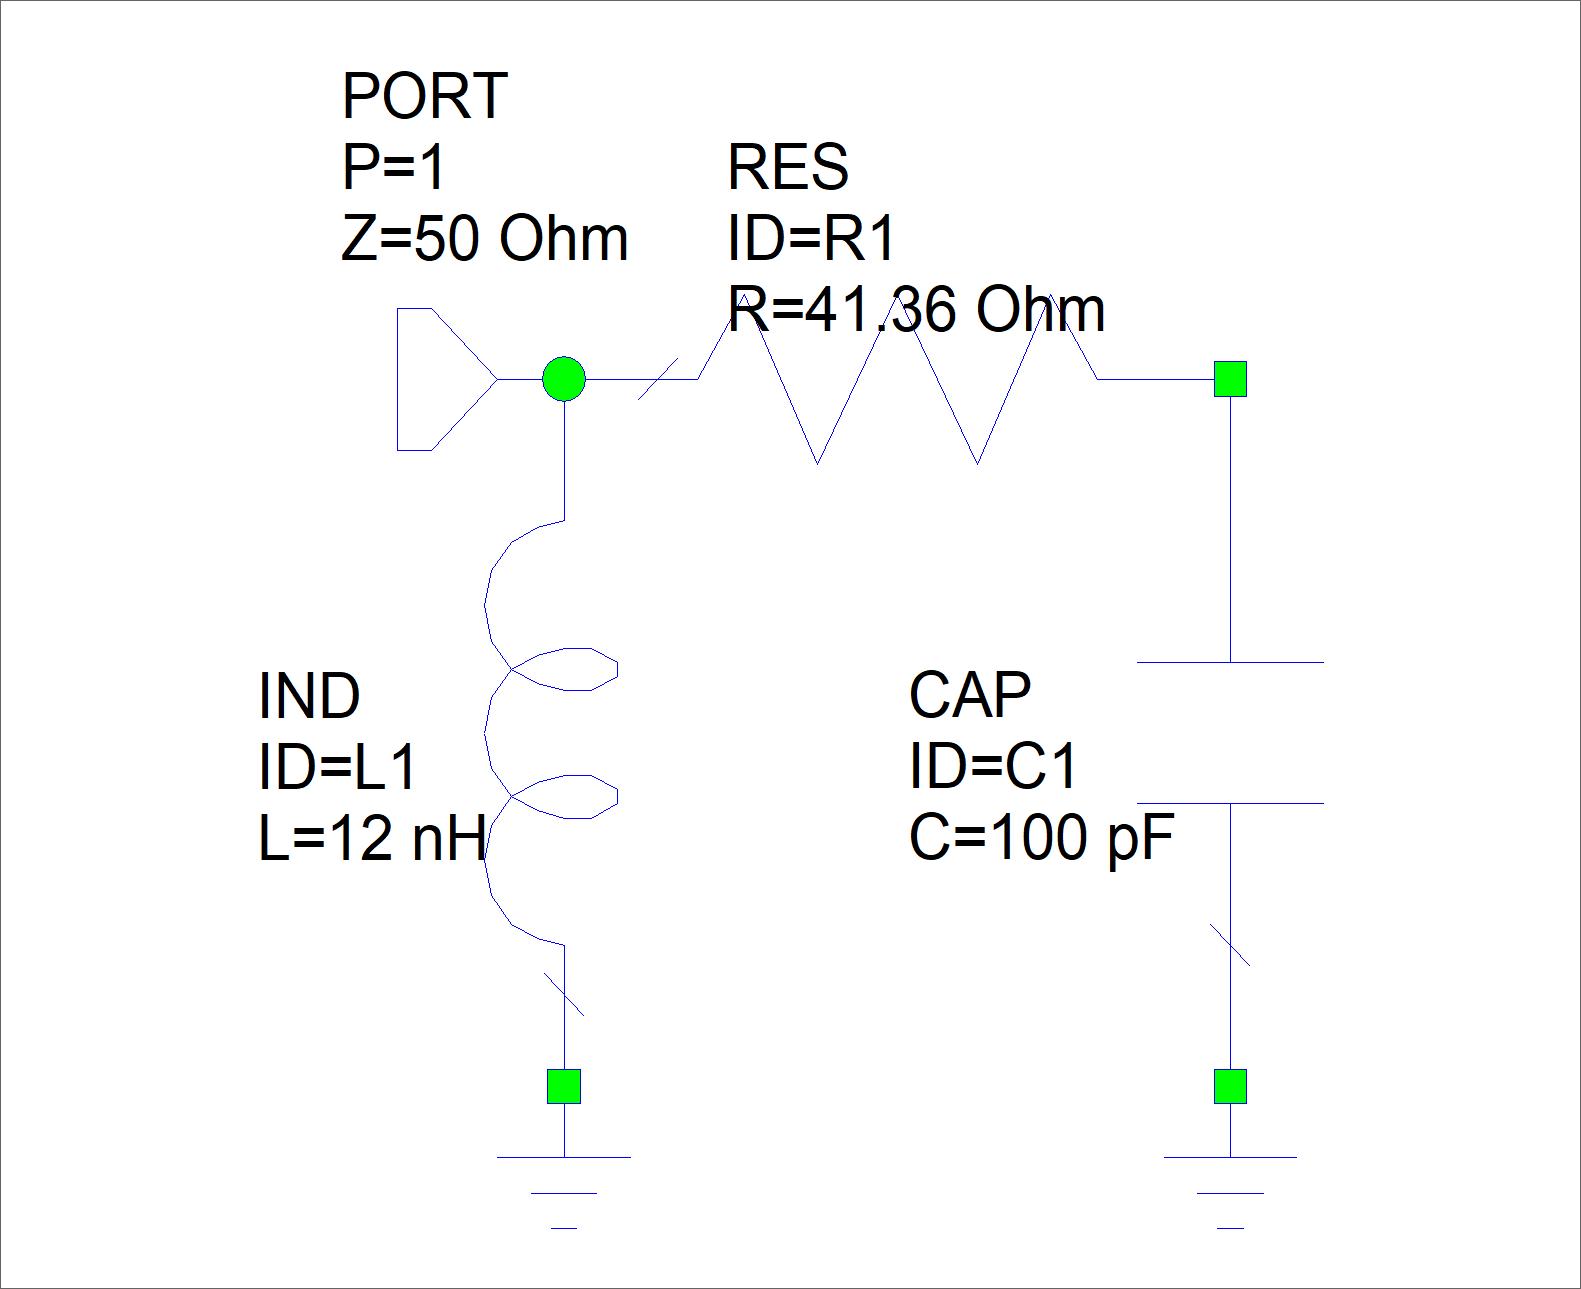 PORT
P=1
Z=50 Ohm
RES
ID=R1
R=41.36 Ohm
IND
ID=L1
L=12 nH
CAP
ID=C1
C=100 pF